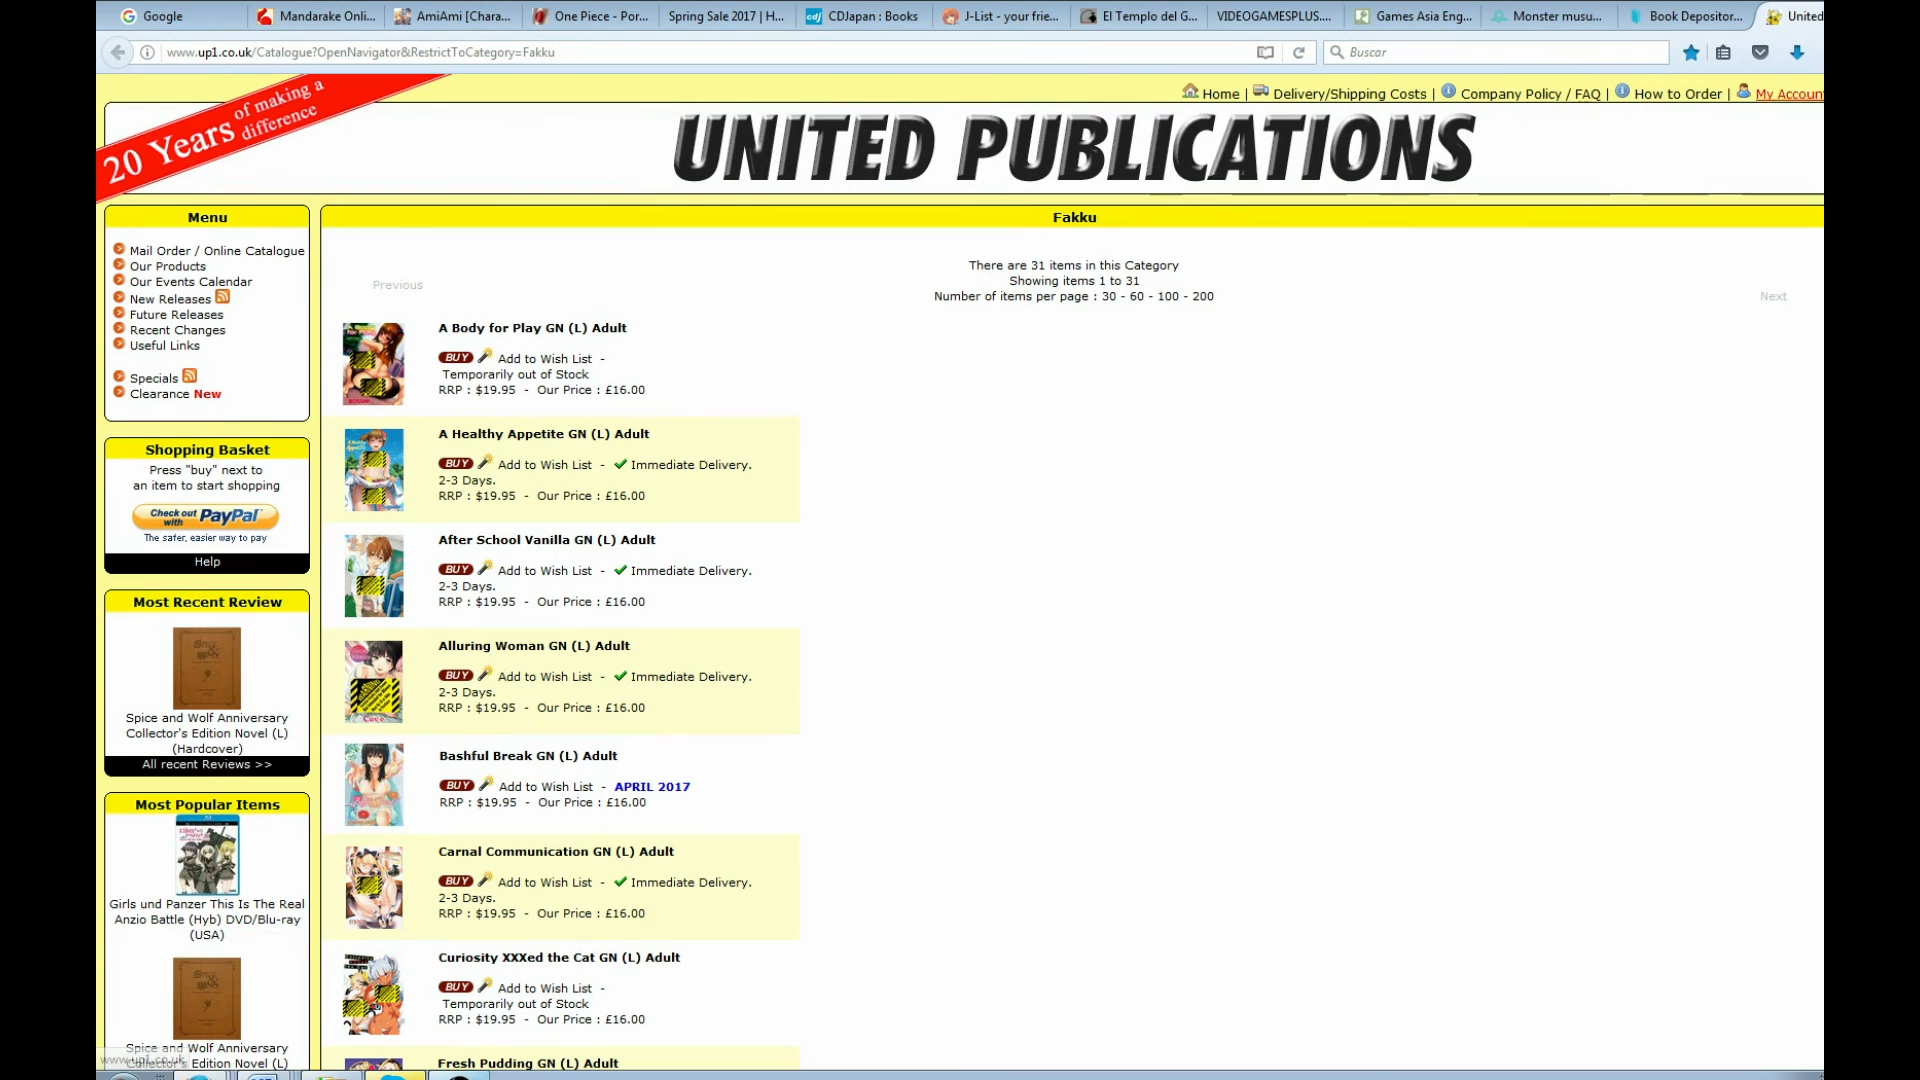 Google
Mandarake Onli...
AmiAmi [Chara...
One Piece - Por...
Spring Sale 2017 | H...
CDJapan : Books
J-List - your frie...
El Templo del G...
VIDEOGAMESPLUS....
Games Asia Eng...
Monster musu...
Book Depositor...
United
www.up1.co.uk/Catalogue?OpenNavigator&RestrictToCategory=Fakku
Buscar
20 Years of making a difference
Home | Delivery/Shipping Costs | Company Policy / FAQ | How to Order | My Accoun
UNITED PUBLICATIONS
Menu
Mail Order / Online Catalogue
Our Products
Our Events Calendar
New Releases
Future Releases
Recent Changes
Useful Links
Specials
Clearance New
Shopping Basket
Press "buy" next to
an item to start shopping
Check out with PayPal
The safer, easier way to pay
Help
Most Recent Review
Spice and Wolf Anniversary
Collector's Edition Novel (L)
(Hardcover)
All recent Reviews >>
Most Popular Items
Girls und Panzer This Is The Real
Anzio Battle (Hyb) DVD/Blu-ray
(USA)
Spice and Wolf Anniversary
Collector's Edition Novel (L)
www.up1.co.uk
Fakku
There are 31 items in this Category
Showing items 1 to 31
Number of items per page : 30 - 60 - 100 - 200
Previous
Next
A Body for Play GN (L) Adult
BUY Add to Wish List -
Temporarily out of Stock
RRP : $19.95 - Our Price : £16.00
A Healthy Appetite GN (L) Adult
BUY Add to Wish List - Immediate Delivery.
2-3 Days.
RRP : $19.95 - Our Price : £16.00
After School Vanilla GN (L) Adult
BUY Add to Wish List - Immediate Delivery.
2-3 Days.
RRP : $19.95 - Our Price : £16.00
Alluring Woman GN (L) Adult
BUY Add to Wish List - Immediate Delivery.
2-3 Days.
RRP : $19.95 - Our Price : £16.00
Bashful Break GN (L) Adult
BUY Add to Wish List - APRIL 2017
RRP : $19.95 - Our Price : £16.00
Carnal Communication GN (L) Adult
BUY Add to Wish List - Immediate Delivery.
2-3 Days.
RRP : $19.95 - Our Price : £16.00
Curiosity XXXed the Cat GN (L) Adult
BUY Add to Wish List -
Temporarily out of Stock
RRP : $19.95 - Our Price : £16.00
Fresh Pudding GN (L) Adult